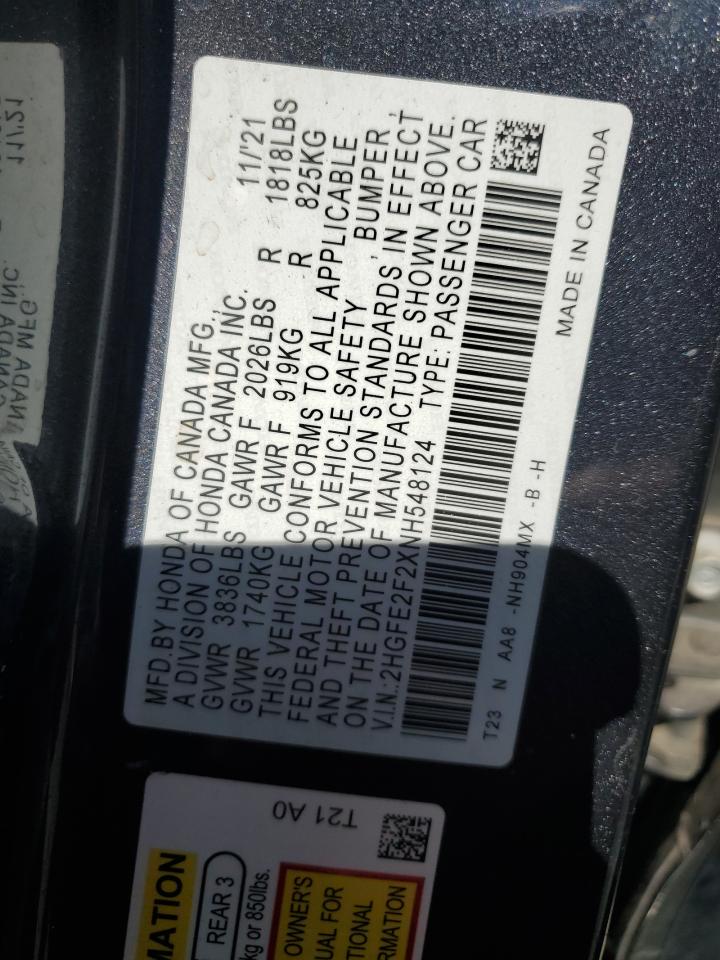 MFD.BY HONDA OF CANADA MFG.,
A DIVISION OF HONDA CANADA INC. 11/'21
GVWR 3836LBS GAWR F 2026LBS R 1818LBS
GVWR 1740KG GAWR F 919KG R 825KG
THIS VEHICLE CONFORMS TO ALL APPLICABLE
FEDERAL MOTOR VEHICLE SAFETY , BUMPER ,
AND THEFT PREVENTION STANDARDS IN EFFECT
ON THE DATE OF MANUFACTURE SHOWN ABOVE.
V.I.N.:2HGFE2F2XNH548124 TYPE: PASSENGER CAR
T23 N AA8 -NH904MX -B -H MADE IN CANADA
T21 A0
MATION
REAR 3
kg or 850lbs.
OWNER'S
UAL FOR
TIONAL
RMATION
11/'21